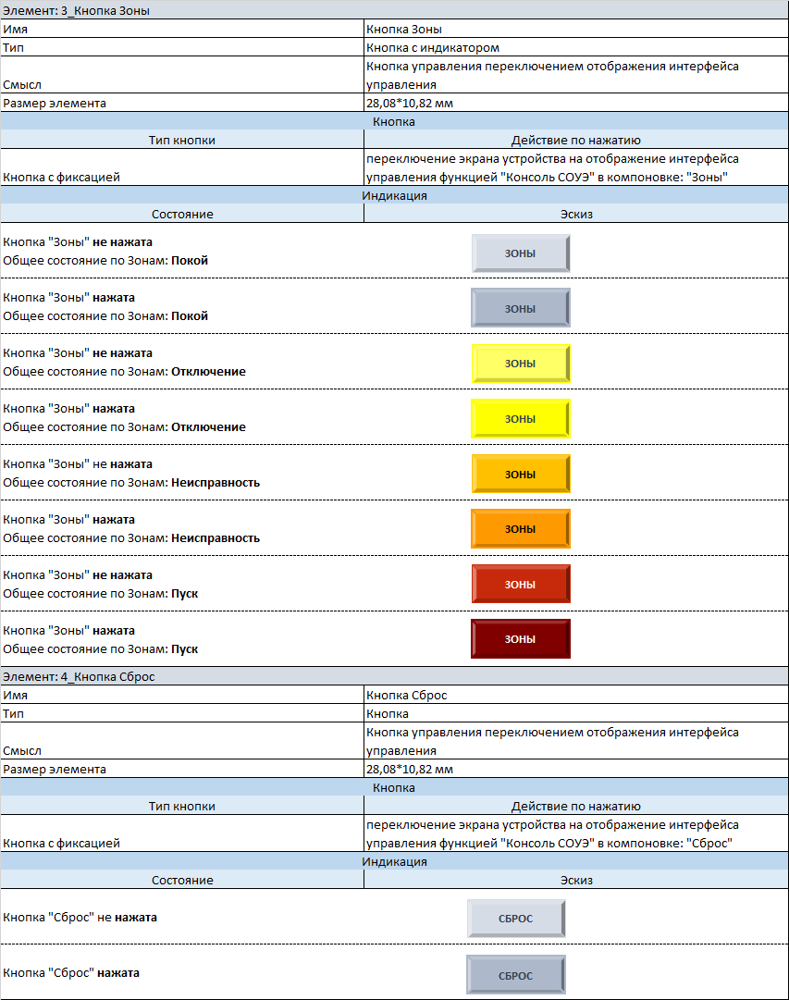 Элемент: 3_Кнопка Зоны
Имя Кнопка Зоны
Тип Кнопка с индикатором
Кнопка управления переключением отображения интерфейса
Смысл управления
Размер элемента 28,08*10,82 мм
Кнопка
Тип кнопки Действие по нажатию
переключение экрана устройства на отображение интерфейса
Кнопка с фиксацией управления функцией "Консоль СОУЭ" в компоновке: "Зоны"
Индикация
Состояние Эскиз
Кнопка "Зоны" не нажата
Общее состояние по Зонам: Покой
ЗОНЫ
Кнопка "Зоны" нажата
Общее состояние по Зонам: Покой
ЗОНЫ
Кнопка "Зоны" не нажата
Общее состояние по Зонам: Отключение
ЗОНЫ
Кнопка "Зоны" нажата
Общее состояние по Зонам: Отключение
ЗОНЫ
Кнопка "Зоны" не нажата
Общее состояние по Зонам: Неисправность
ЗОНЫ
Кнопка "Зоны" нажата
Общее состояние по Зонам: Неисправность
ЗОНЫ
Кнопка "Зоны" не нажата
Общее состояние по Зонам: Пуск
ЗОНЫ
Кнопка "Зоны" нажата
Общее состояние по Зонам: Пуск
ЗОНЫ
Элемент: 4_Кнопка Сброс
Имя Кнопка Сброс
Тип Кнопка
Кнопка управления переключением отображения интерфейса
Смысл управления
Размер элемента 28,08*10,82 мм
Кнопка
Тип кнопки Действие по нажатию
переключение экрана устройства на отображение интерфейса
Кнопка с фиксацией управления функцией "Консоль СОУЭ" в компоновке: "Сброс"
Индикация
Состояние Эскиз
Кнопка "Сброс" не нажата СБРОС
Кнопка "Сброс" нажата СБРОС